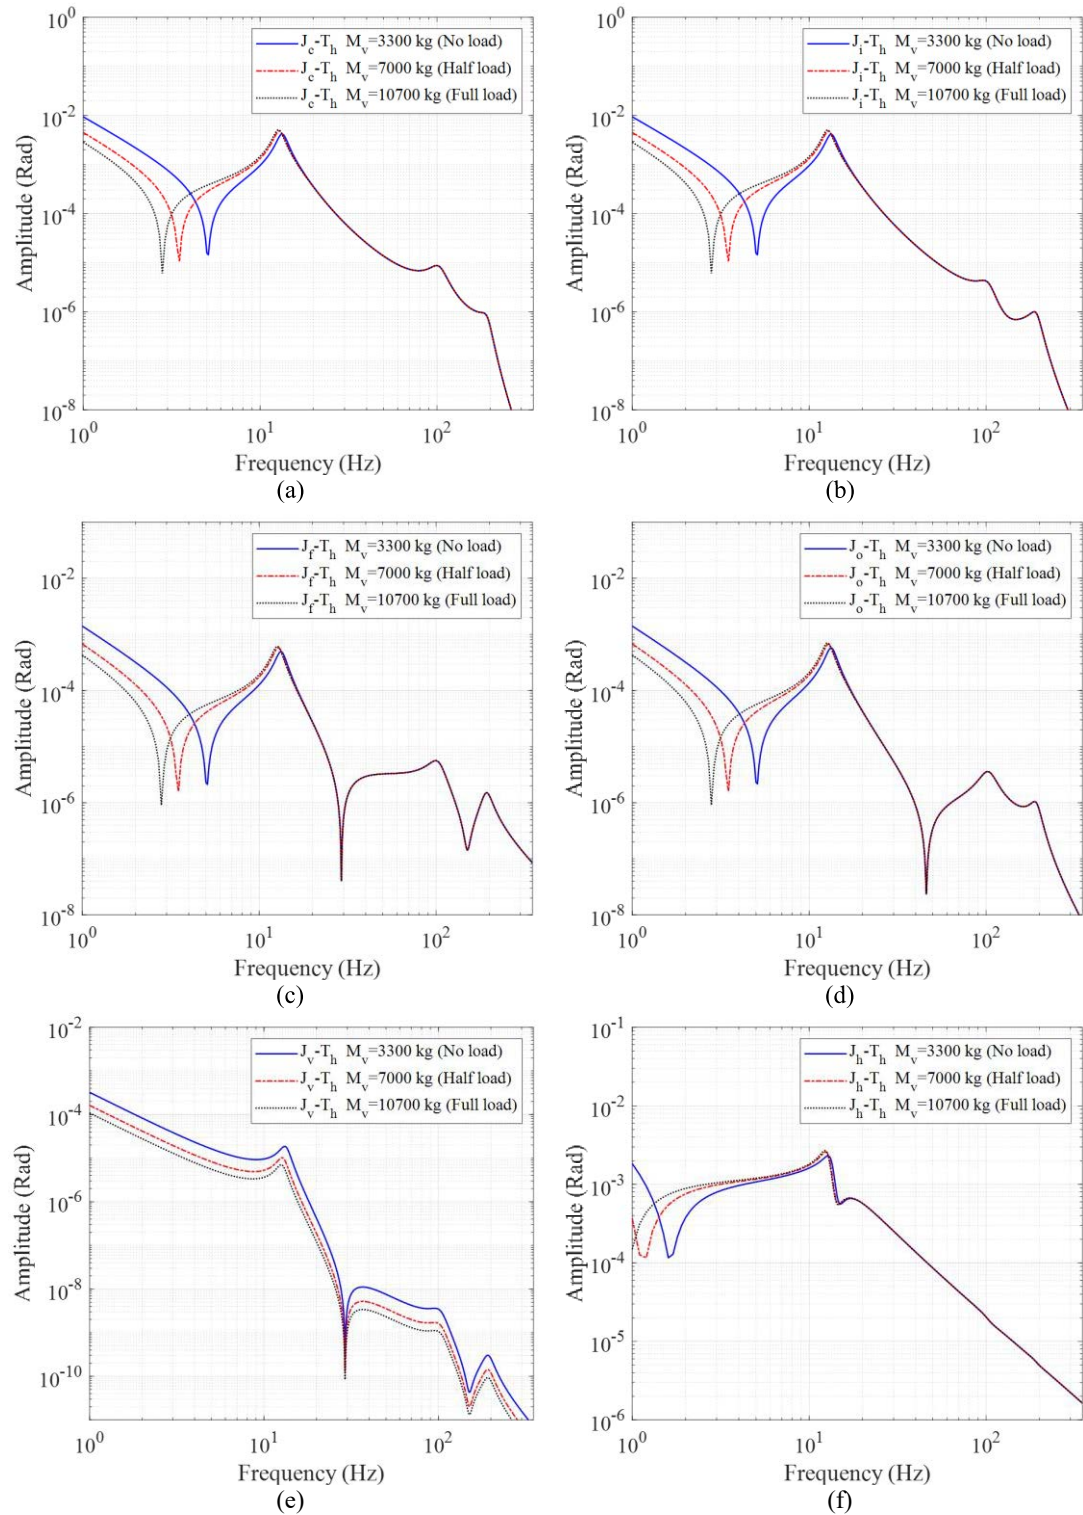 10^0
10^-2
10^-4
10^-6
10^-8
Amplitude (Rad)
J_c-T_h M_v=3300 kg (No load)
J_c-T_h M_v=7000 kg (Half load)
J_c-T_h M_v=10700 kg (Full load)
10^0 10^1 10^2
Frequency (Hz)
(a)
10^0
10^-2
10^-4
10^-6
10^-8
Amplitude (Rad)
J_i-T_h M_v=3300 kg (No load)
J_i-T_h M_v=7000 kg (Half load)
J_i-T_h M_v=10700 kg (Full load)
10^0 10^1 10^2
Frequency (Hz)
(b)
10^-2
10^-4
10^-6
10^-8
Amplitude (Rad)
J_f-T_h M_v=3300 kg (No load)
J_f-T_h M_v=7000 kg (Half load)
J_f-T_h M_v=10700 kg (Full load)
10^0 10^1 10^2
Frequency (Hz)
(c)
10^-2
10^-4
10^-6
10^-8
Amplitude (Rad)
J_o-T_h M_v=3300 kg (No load)
J_o-T_h M_v=7000 kg (Half load)
J_o-T_h M_v=10700 kg (Full load)
10^0 10^1 10^2
Frequency (Hz)
(d)
10^-2
10^-4
10^-6
10^-8
10^-10
Amplitude (Rad)
J_v-T_h M_v=3300 kg (No load)
J_v-T_h M_v=7000 kg (Half load)
J_v-T_h M_v=10700 kg (Full load)
10^0 10^1 10^2
Frequency (Hz)
(e)
10^-1
10^-2
10^-3
10^-4
10^-5
10^-6
Amplitude (Rad)
J_h-T_h M_v=3300 kg (No load)
J_h-T_h M_v=7000 kg (Half load)
J_h-T_h M_v=10700 kg (Full load)
10^0 10^1 10^2
Frequency (Hz)
(f)